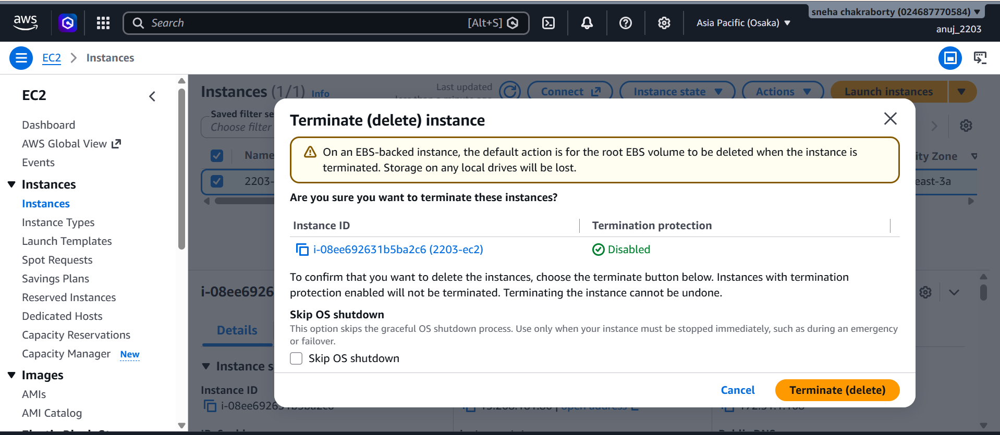 aws
Search
[Alt+S]
Asia Pacific (Osaka)
sneha chakraborty (024687770584)
anuj_2203
EC2
Instances
EC2
Dashboard
AWS Global View
Events
Instances
Instances
Instance Types
Launch Templates
Spot Requests
Savings Plans
Reserved Instances
Dedicated Hosts
Capacity Reservations
Capacity Manager New
Images
AMIs
AMI Catalog
Instances (1/1) Info
Last updated
Connect
Instance state
Actions
Launch instances
Saved filter se
Choose filter
Name
ity Zone
2203-
east-3a
Terminate (delete) instance
On an EBS-backed instance, the default action is for the root EBS volume to be deleted when the instance is
terminated. Storage on any local drives will be lost.
Are you sure you want to terminate these instances?
Instance ID
Termination protection
i-08ee692631b5ba2c6 (2203-ec2)
Disabled
To confirm that you want to delete the instances, choose the terminate button below. Instances with termination
protection enabled will not be terminated. Terminating the instance cannot be undone.
Skip OS shutdown
This option skips the graceful OS shutdown process. Use only when your instance must be stopped immediately, such as during an emergency
or failover.
Skip OS shutdown
Cancel
Terminate (delete)
i-08ee6926
Details
Instance s
Instance ID